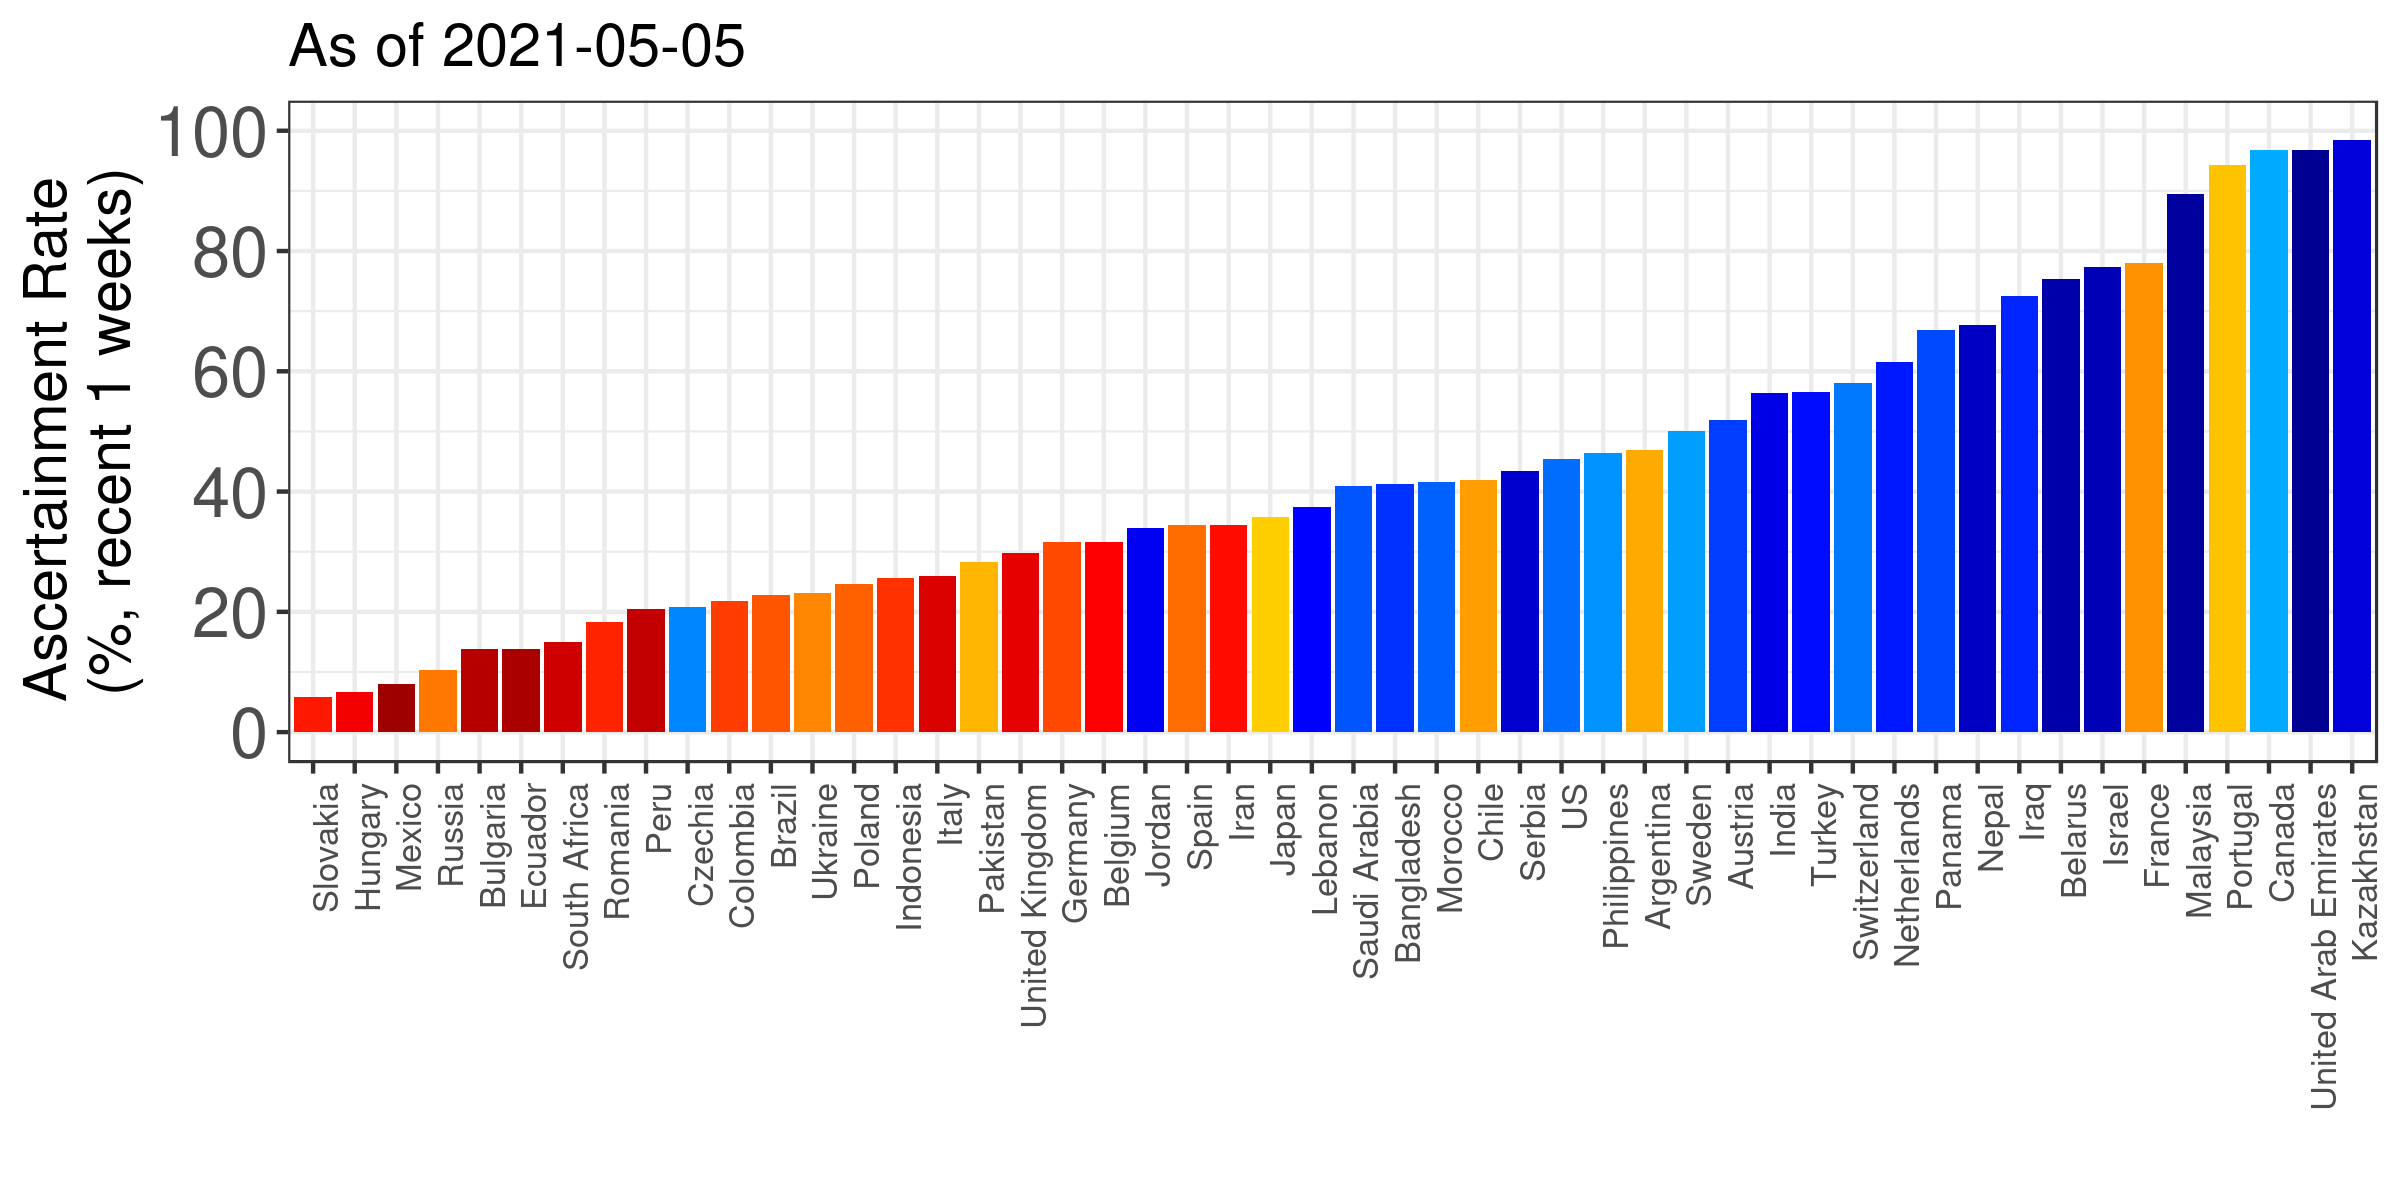 As of 2021-05-05
Ascertainment Rate
(%, recent 1 weeks)
100
80
60
40
20
0
Slovakia
Hungary
Mexico
Russia
Bulgaria
Ecuador
South Africa
Romania
Peru
Czechia
Colombia
Brazil
Ukraine
Poland
Indonesia
Italy
Pakistan
United Kingdom
Germany
Belgium
Jordan
Spain
Iran
Japan
Lebanon
Saudi Arabia
Bangladesh
Morocco
Chile
Serbia
US
Philippines
Argentina
Sweden
Austria
India
Turkey
Switzerland
Netherlands
Panama
Nepal
Iraq
Belarus
Israel
France
Malaysia
Portugal
Canada
United Arab Emirates
Kazakhstan